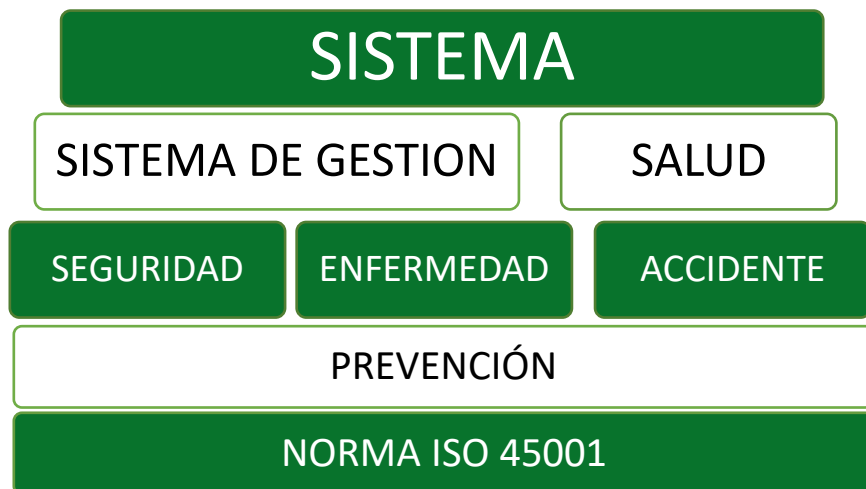 SISTEMA
SISTEMA DE GESTION
SALUD
SEGURIDAD
ENFERMEDAD
ACCIDENTE
PREVENCIÓN
NORMA ISO 45001